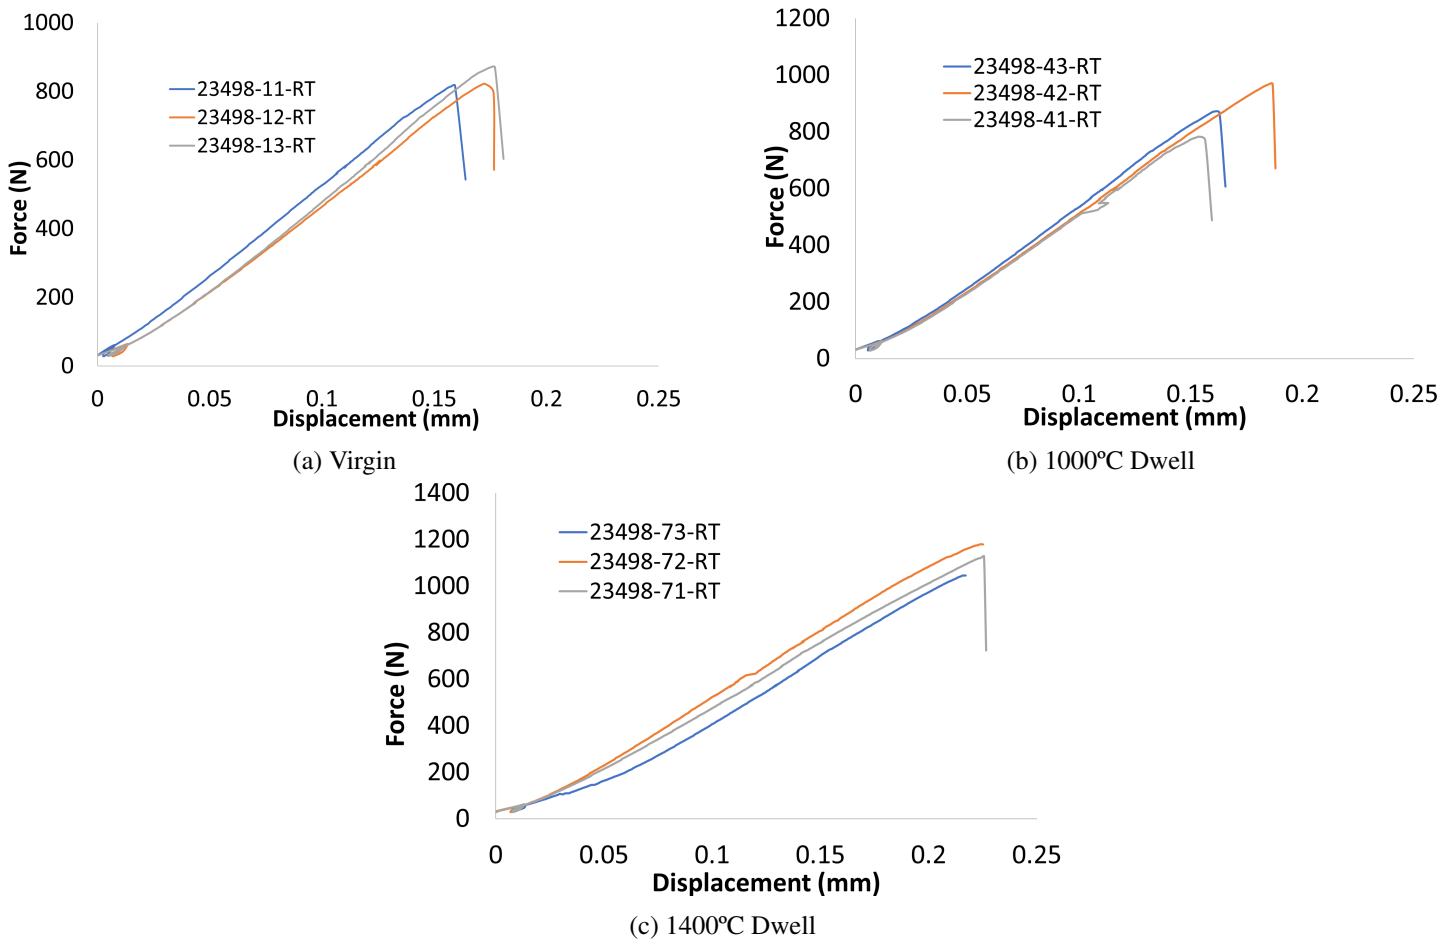 1000
800
600
400
200
0
Force (N)
23498-11-RT
23498-12-RT
23498-13-RT
0 0.05 0.1 0.15 0.2 0.25
Displacement (mm)
(a) Virgin
1200
1000
800
600
400
200
0
Force (N)
23498-43-RT
23498-42-RT
23498-41-RT
0 0.05 0.1 0.15 0.2 0.25
Displacement (mm)
(b) 1000ºC Dwell
1400
1200
1000
800
600
400
200
0
Force (N)
23498-73-RT
23498-72-RT
23498-71-RT
0 0.05 0.1 0.15 0.2 0.25
Displacement (mm)
(c) 1400ºC Dwell